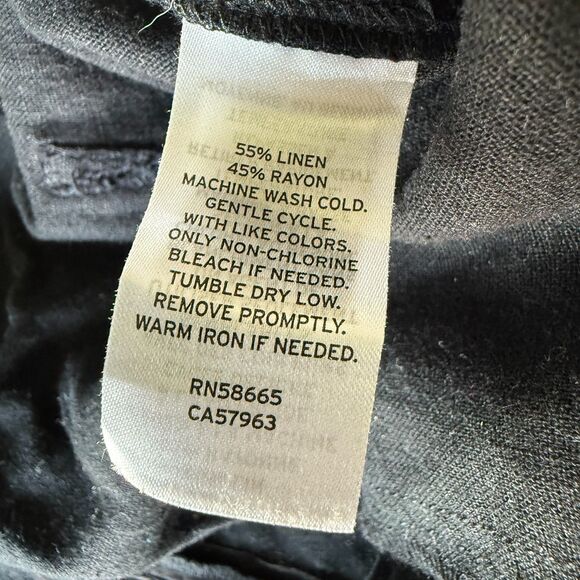 55% LINEN
45% RAYON
MACHINE WASH COLD.
GENTLE CYCLE.
WITH LIKE COLORS.
ONLY NON-CHLORINE
BLEACH IF NEEDED.
TUMBLE DRY LOW.
REMOVE PROMPTLY.
WARM IRON IF NEEDED.
RN58665
CA57963